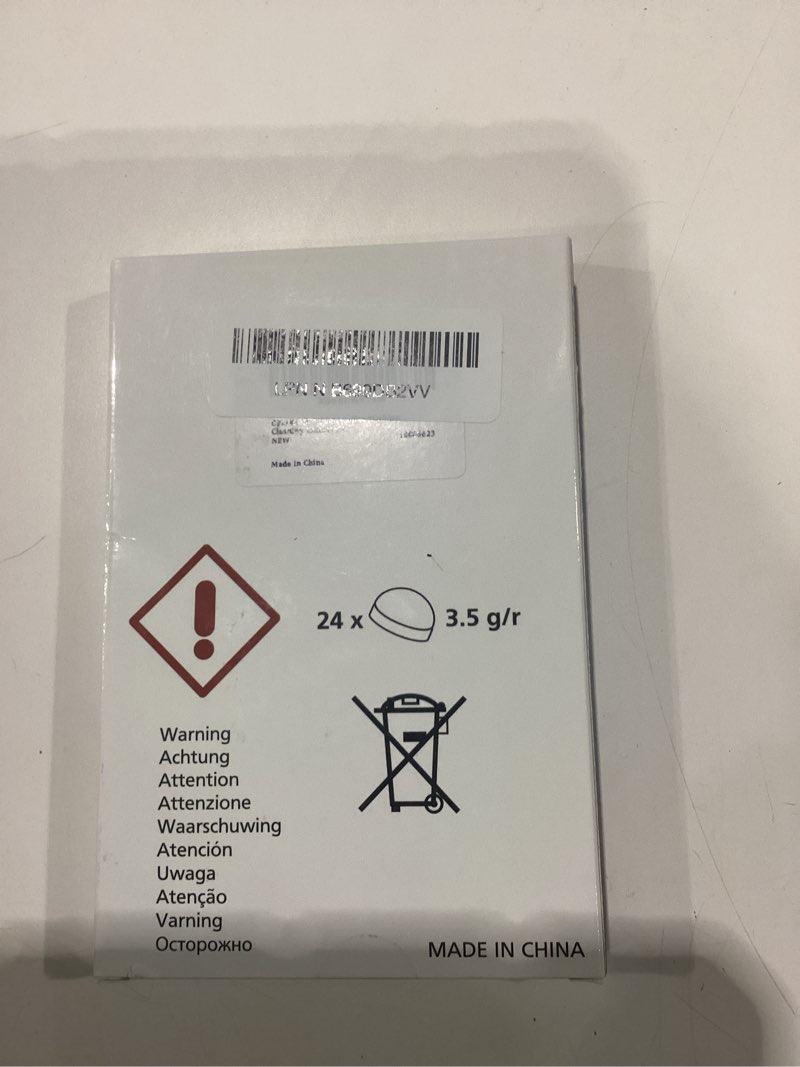 NEW
Made in China
24 x 3.5 g/r
Warning
Achtung
Attention
Attenzione
Waarschuwing
Atención
Uwaga
Atenção
Varning
Осторожно
MADE IN CHINA